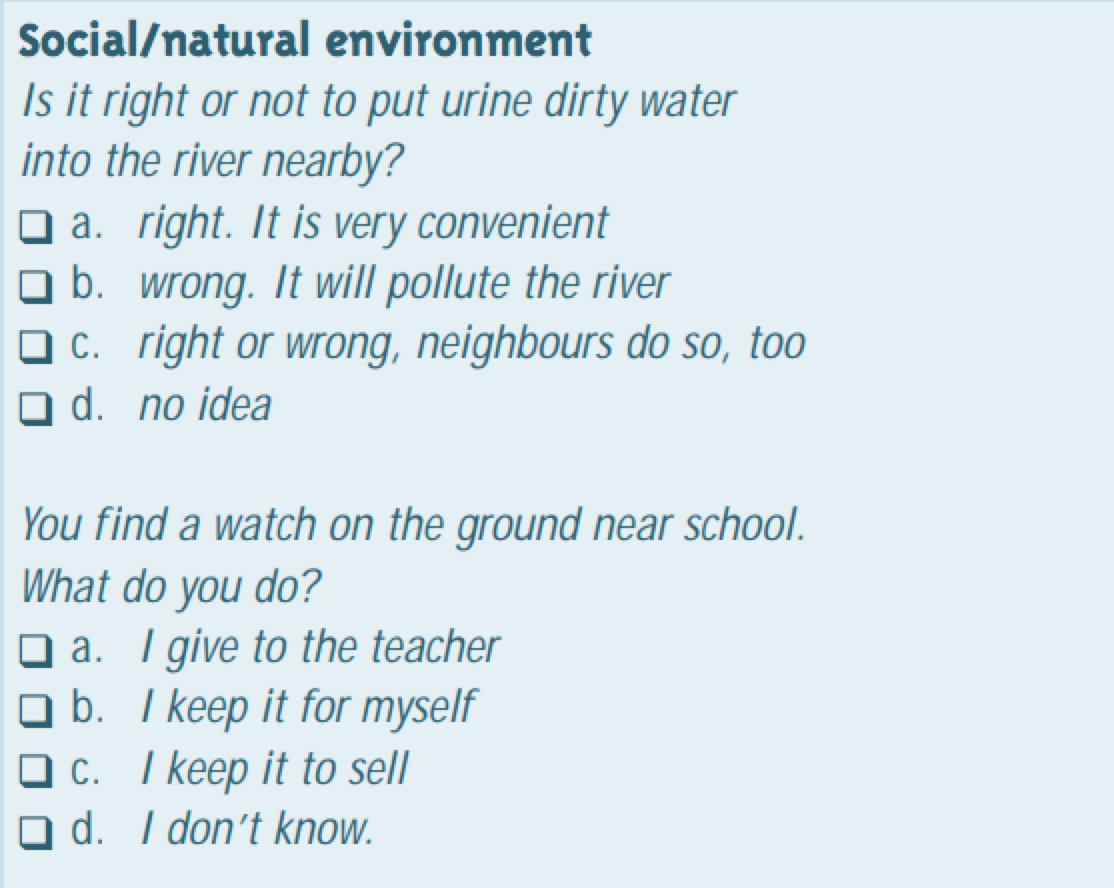 Social/natural environment
Is it right or not to put urine dirty water
into the river nearby?
❑ a. right. It is very convenient
❑ b. wrong. It will pollute the river
❑ c. right or wrong, neighbours do so, too
❑ d. no idea
You find a watch on the ground near school.
What do you do?
❑ a. I give to the teacher
❑ b. I keep it for myself
❑ c. I keep it to sell
❑ d. I don't know.